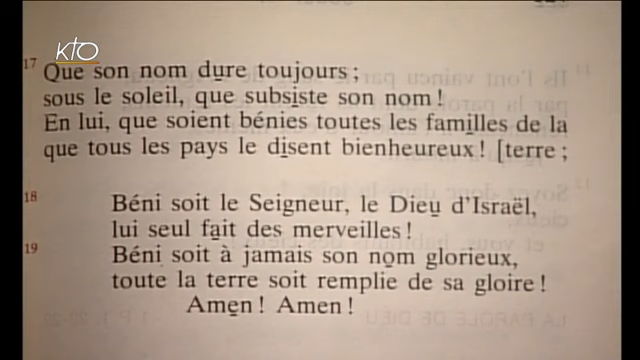 KTO
17 Que son nom dure toujours ;
sous le soleil, que subsiste son nom !
En lui, que soient bénies toutes les familles de la
que tous les pays le disent bienheureux ! [terre ;
18 Béni soit le Seigneur, le Dieu d'Israël,
lui seul fait des merveilles !
19 Béni soit à jamais son nom glorieux,
toute la terre soit remplie de sa gloire !
Amen ! Amen !